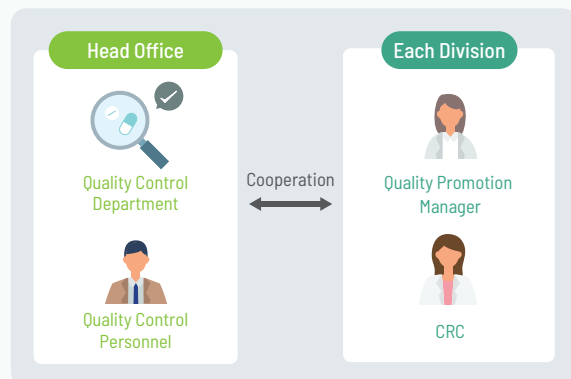 Head Office
Quality Control
Department
Quality Control
Personnel
Cooperation
Each Division
Quality Promotion
Manager
CRC